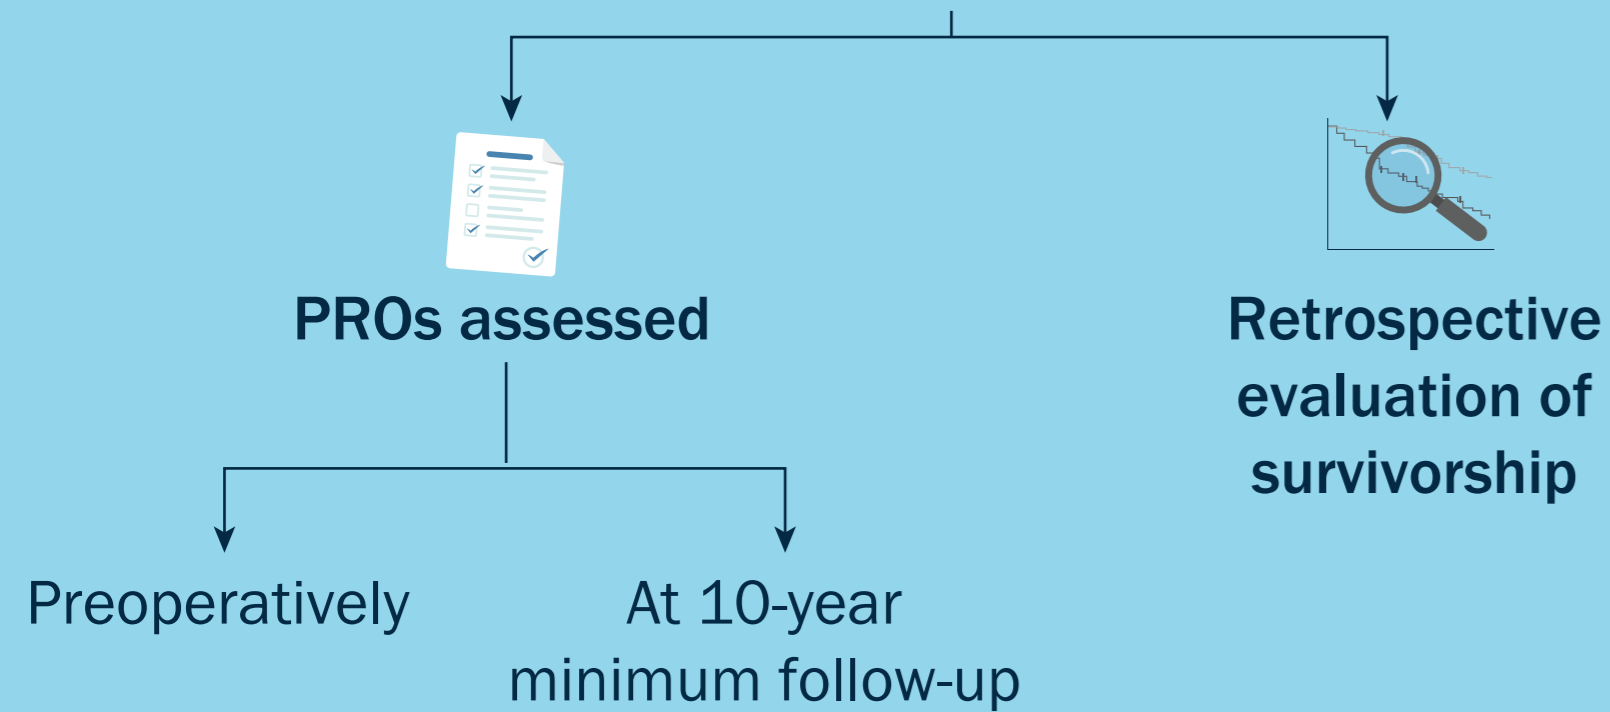 PROs assessed
Retrospective
evaluation of
survivorship
Preoperatively
At 10-year
minimum follow-up